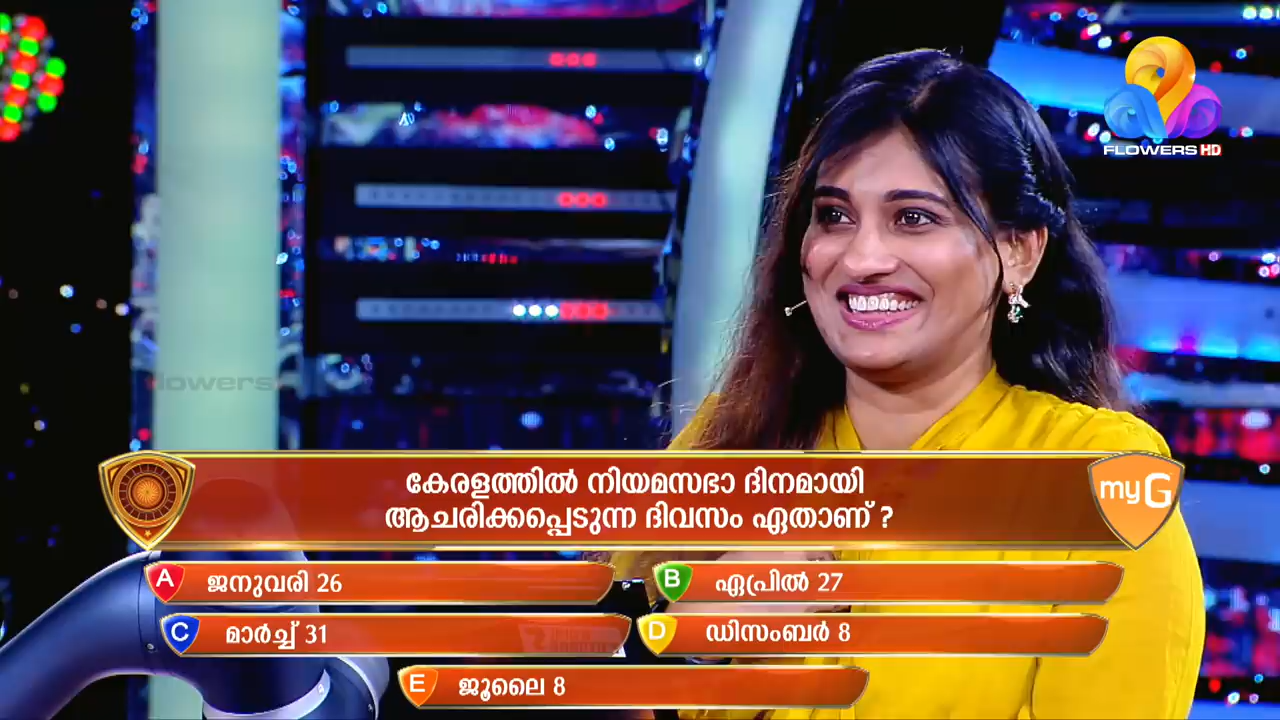 FLOWERS HD
flowers
കേരളത്തിൽ നിയമസഭാ ദിനമായി
ആചരിക്കപ്പെടുന്ന ദിവസം ഏതാണ് ?
myG
A ജനുവരി 26
B ഏപ്രിൽ 27
C മാർച്ച് 31
D ഡിസംബർ 8
E ജൂലൈ 8